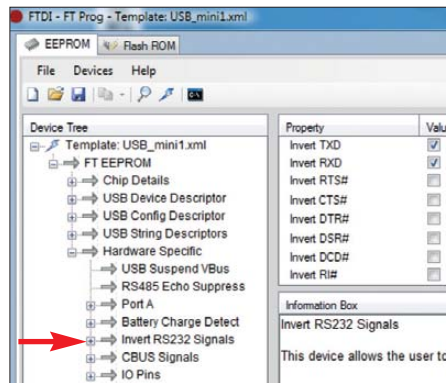 FTDI - FT Prog - Template: USB_mini1.xml
EEPROM Flash ROM
File Devices Help
Device Tree
Template: USB_mini1.xml
FT EEPROM
Chip Details
USB Device Descriptor
USB Config Descriptor
USB String Descriptors
Hardware Specific
USB Suspend VBus
RS485 Echo Suppress
Port A
Battery Charge Detect
Invert RS232 Signals
CBUS Signals
IO Pins
Property Valu
Invert TXD
Invert RXD
Invert RTS#
Invert CTS#
Invert DTR#
Invert DSR#
Invert DCD#
Invert RI#
Information Box
Invert RS232 Signals
This device allows the user to